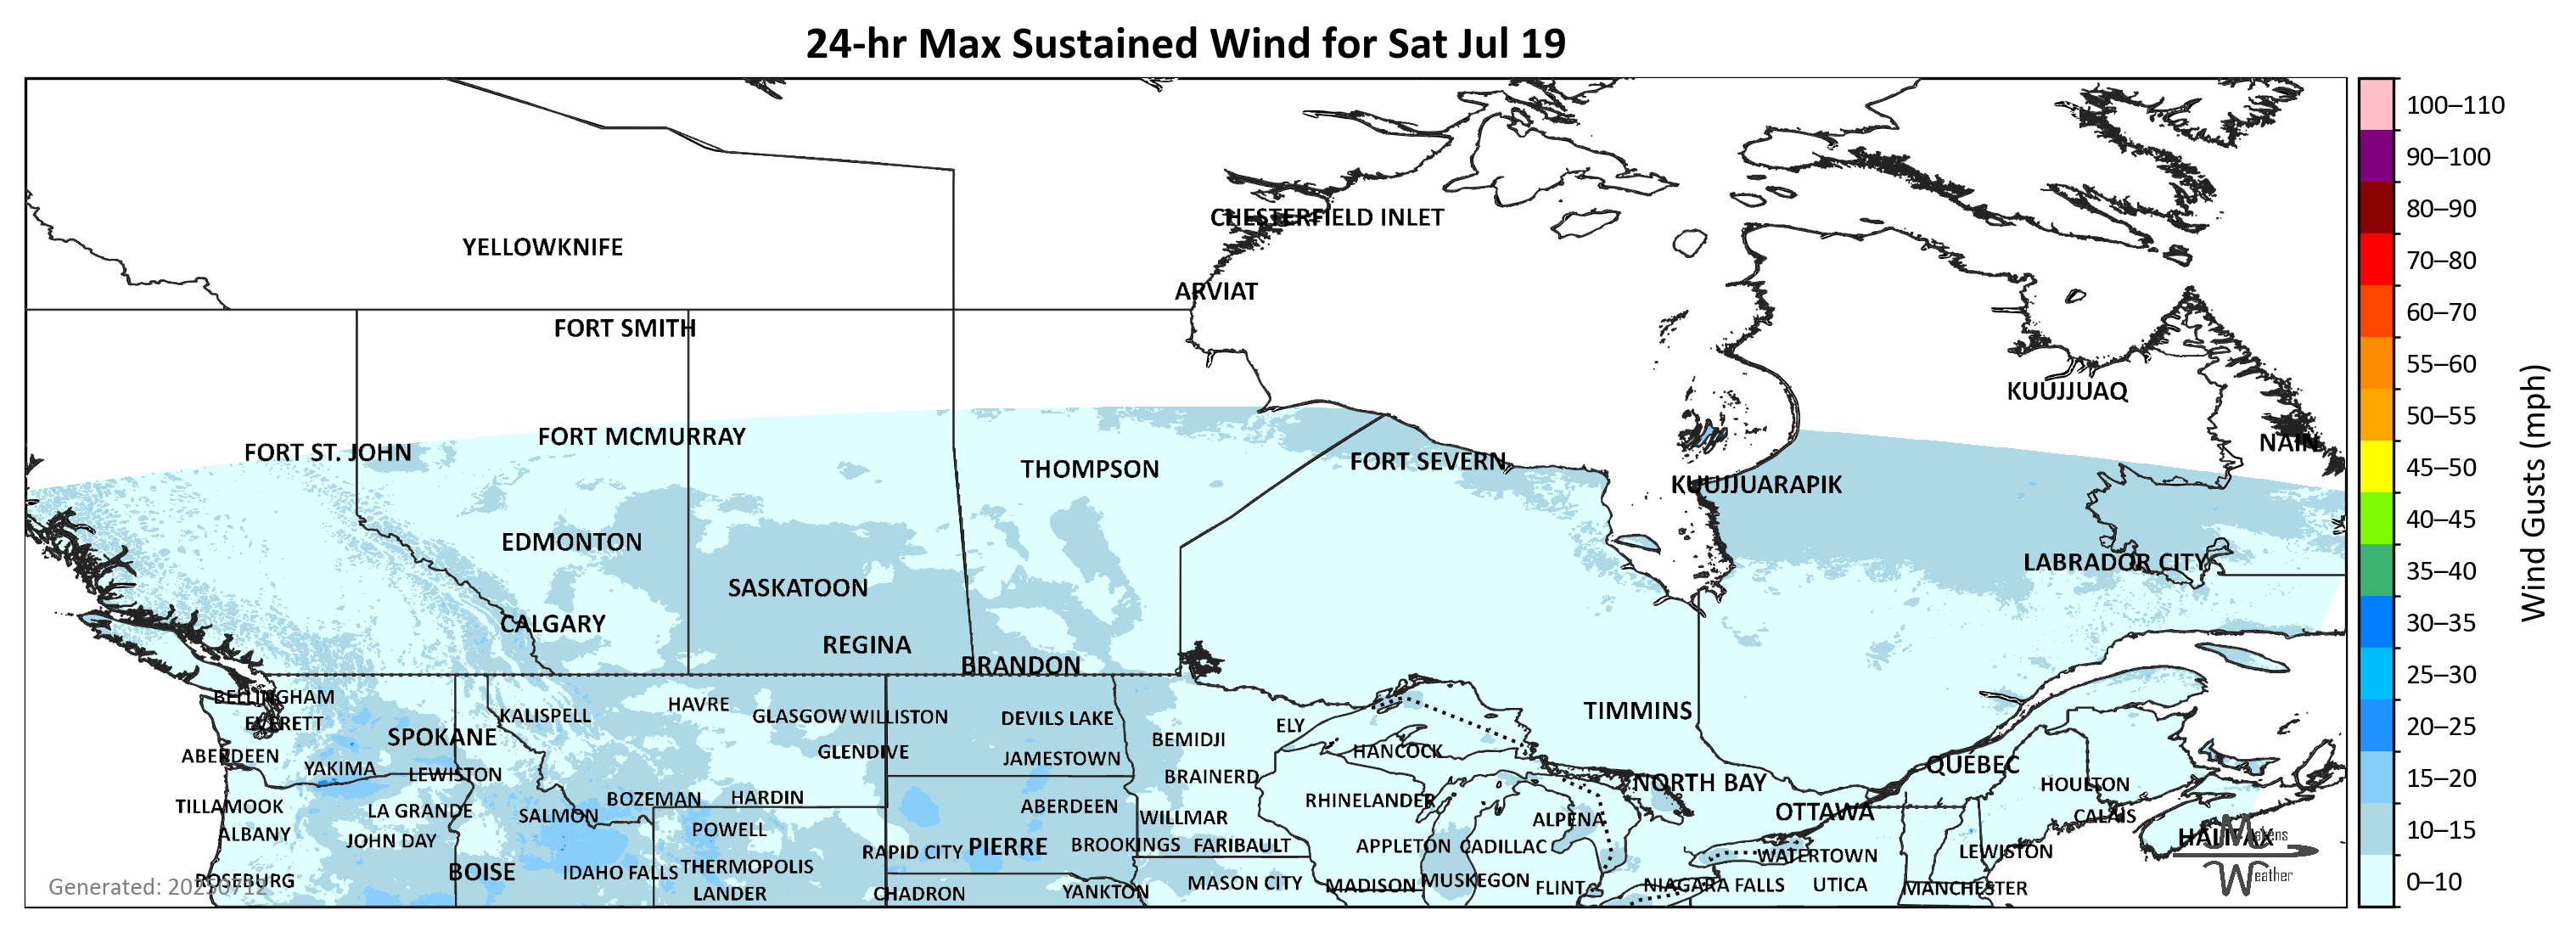 24-hr Max Sustained Wind for Sat Jul 19
100–110
90–100
CHESTERFIELD INLET
80–90
YELLOWKNIFE
70–80
ARVIAT
60–70
FORT SMITH
55–60
KUUJJUAQ
50–55
FORT MCMURRAY
NAIN
FORT ST. JOHN
THOMPSON
FORT SEVERN
45–50
KUUJJUARAPIK
40–45
EDMONTON
LABRADOR CITY
35–40
SASKATOON
Wind Gusts (mph)
CALGARY
30–35
REGINA
BRANDON
25–30
BELLINGHAM
HAVRE
TIMMINS
KALISPELL
GLASGOW
WILLISTON
DEVILS LAKE
EVERETT
ELY
20–25
SPOKANE
BEMIDJI
HANCOCK
GLENDIVE
ABERDEEN
JAMESTOWN
QUÉBEC
YAKIMA
LEWISTON
BRAINERD
15–20
NORTH BAY
HOULTON
BOZEMAN
HARDIN
RHINELANDER
TILLAMOOK
LA GRANDE
ABERDEEN
OTTAWA
SALMON
WILLMAR
CALAIS
ALPENA
POWELL
10–15
ALBANY
HALIFAX
Makens
JOHN DAY
PIERRE
BROOKINGS
FARIBAULT
APPLETON
CADILLAC
RAPID CITY
LEWISTON
WATERTOWN
THERMOPOLIS
BOISE
IDAHO FALLS
Weather
ROSEBURG
MUSKEGON
0–10
MASON CITY
MADISON
NIAGARA FALLS
UTICA
Generated: 20250712
FLINT
MANCHESTER
YANKTON
LANDER
CHADRON